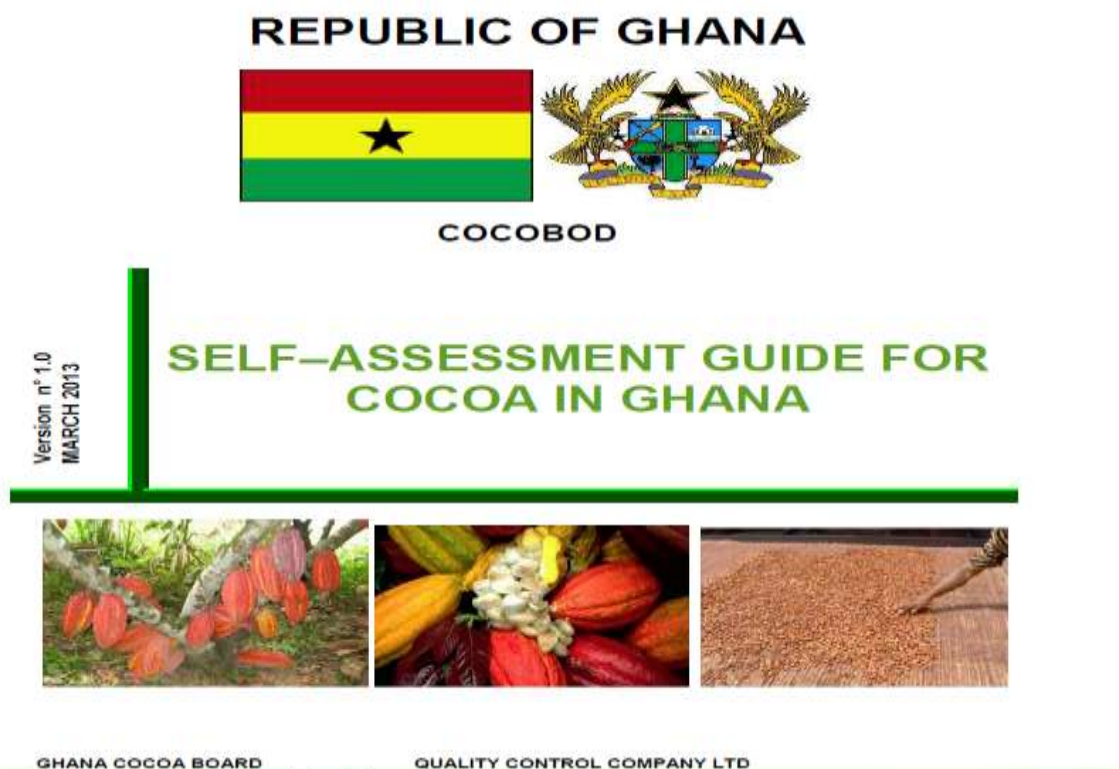 REPUBLIC OF GHANA
COCOBOD
Version n° 1.0
MARCH 2013
SELF–ASSESSMENT GUIDE FOR
COCOA IN GHANA
GHANA COCOA BOARD
QUALITY CONTROL COMPANY LTD